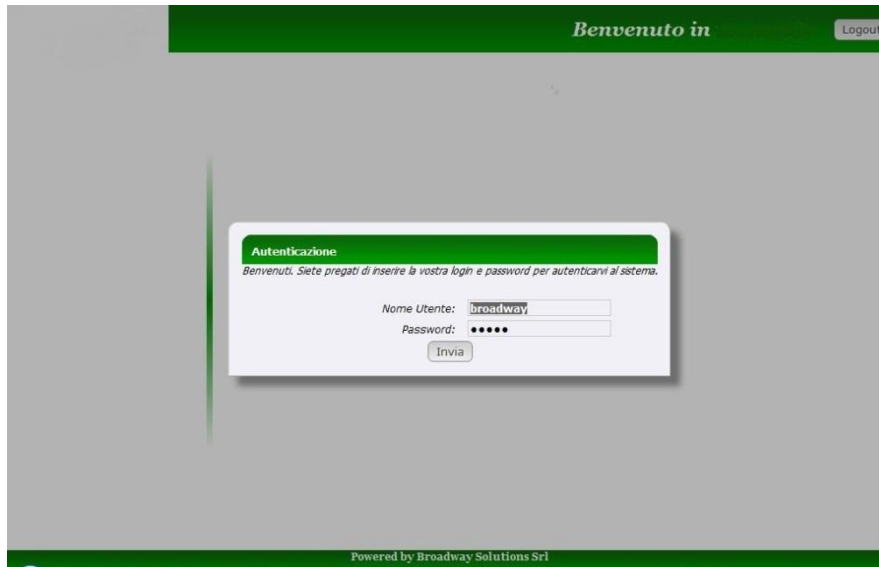 Benvenuto in
Logout
Autenticazione
Benvenuti. Siete pregati di inserire la vostra login e password per autenticarvi al sistema.
Nome Utente: broadway
Password: •••••
Invia
Powered by Broadway Solutions Srl